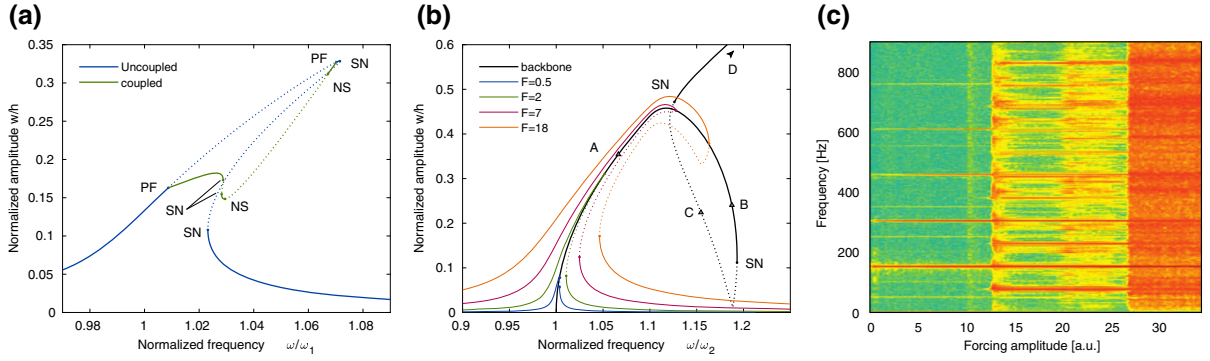 (a)
0.35
0.3
0.25
0.2
0.15
0.1
0.05
0
Normalized amplitude w/h
Uncoupled
coupled
PF
SN
NS
PF
SN
NS
SN
0.98
1
1.02
1.04
1.06
1.08
Normalized frequency ω/ω1
(b)
0.6
0.5
0.4
0.3
0.2
0.1
0
Normalized amplitude w/h
backbone
F=0.5
F=2
F=7
F=18
D
SN
A
B
C
SN
0.9
0.95
1
1.05
1.1
1.15
1.2
Normalized frequency ω/ω2
(c)
800
600
400
200
0
Frequency [Hz]
0
5
10
15
20
25
30
Forcing amplitude [a.u.]